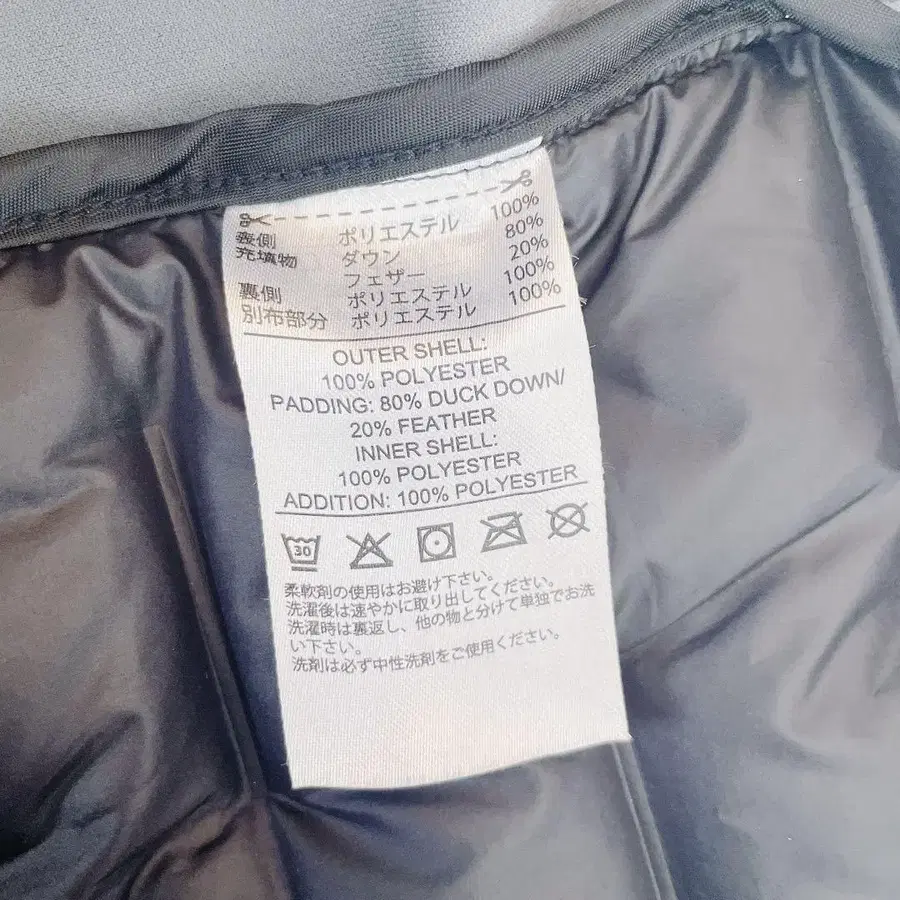 表側 ポリエステル 100%
充填物 ダウン 80%
フェザー 20%
裏側 ポリエステル 100%
別布部分 ポリエステル 100%
OUTER SHELL:
100% POLYESTER
PADDING: 80% DUCK DOWN/
20% FEATHER
INNER SHELL:
100% POLYESTER
ADDITION: 100% POLYESTER
30
柔軟剤の使用はお避け下さい。
洗濯後は速やかに取り出してください。
洗濯時は裏返し、他の物と分けて単独でお洗
い下さい。
洗剤は必ず中性洗剤をご使用ください。